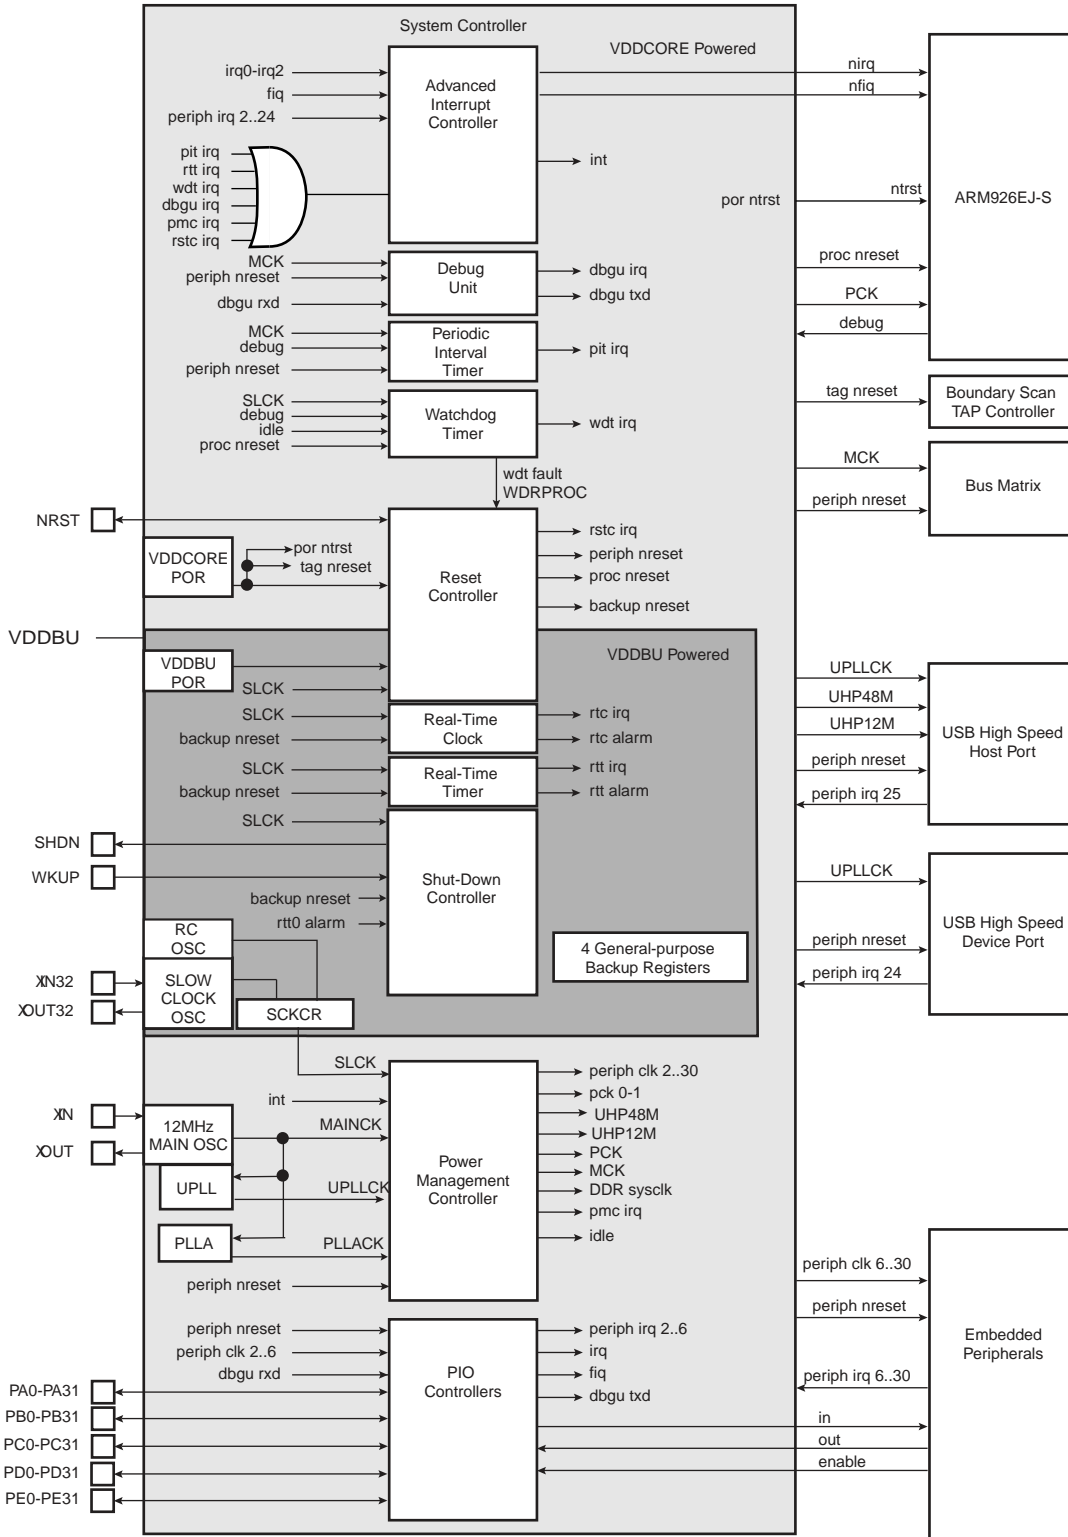 System Controller
VDDCORE Powered
irq0-irq2
fiq
periph irq 2..24
Advanced
Interrupt
Controller
nirq
nfiq
int
pit irq
rtt irq
wdt irq
dbgu irq
pmc irq
rstc irq
por ntrst
ntrst
ARM926EJ-S
MCK
periph nreset
dbgu rxd
Debug
Unit
dbgu irq
dbgu txd
proc nreset
PCK
debug
MCK
debug
periph nreset
Periodic
Interval
Timer
pit irq
SLCK
debug
idle
proc nreset
Watchdog
Timer
wdt irq
tag nreset
Boundary Scan
TAP Controller
wdt fault
WDRPROC
MCK
periph nreset
Bus Matrix
NRST
VDDCORE
POR
por ntrst
tag nreset
Reset
Controller
rstc irq
periph nreset
proc nreset
backup nreset
VDDBU
VDDBU Powered
VDDBU
POR
SLCK
SLCK
backup nreset
Real-Time
Clock
rtc irq
rtc alarm
SLCK
backup nreset
Real-Time
Timer
rtt irq
rtt alarm
UPLLCK
UHP48M
UHP12M
periph nreset
periph irq 25
USB High Speed
Host Port
SLCK
SHDN
WKUP
backup nreset
rtt0 alarm
Shut-Down
Controller
UPLLCK
periph nreset
periph irq 24
USB High Speed
Device Port
RC
OSC
4 General-purpose
Backup Registers
XIN32
XOUT32
SLOW
CLOCK
OSC
SCKCR
SLCK
int
XIN
XOUT
12MHz
MAIN OSC
MAINCK
UPLL
UPLLCK
PLLA
PLLACK
periph nreset
Power
Management
Controller
periph clk 2..30
pck 0-1
UHP48M
UHP12M
PCK
MCK
DDR sysclk
pmc irq
idle
periph clk 6..30
periph nreset
periph irq 6..30
Embedded
Peripherals
periph nreset
periph clk 2..6
dbgu rxd
PIO
Controllers
periph irq 2..6
irq
fiq
dbgu txd
PA0-PA31
PB0-PB31
PC0-PC31
PD0-PD31
PE0-PE31
in
out
enable